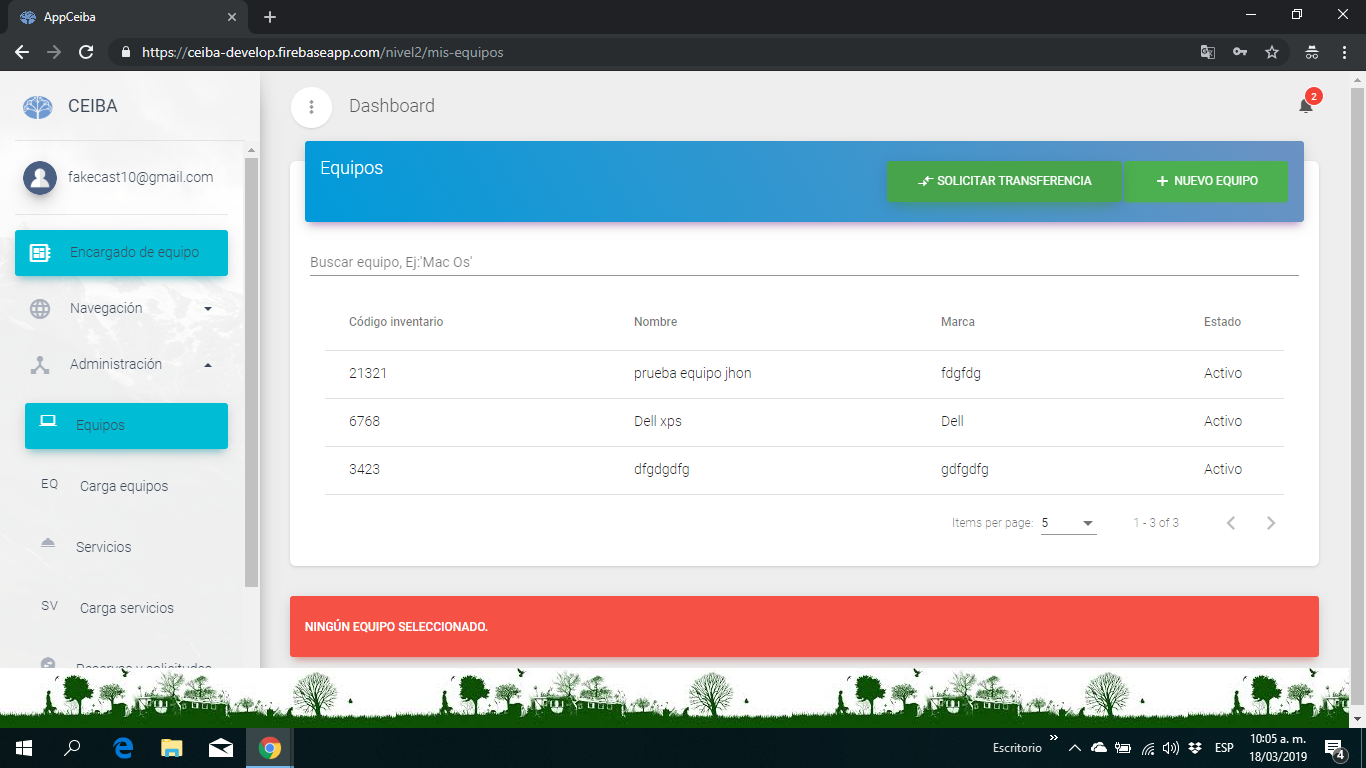 AppCeiba
https://ceiba-develop.firebaseapp.com/nivel2/mis-equipos
CEIBA
Dashboard
2
fakecast10@gmail.com
Equipos
SOLICITAR TRANSFERENCIA
NUEVO EQUIPO
Encargado de equipo
Buscar equipo, Ej:'Mac Os'
Navegación
Administración
Equipos
EQ Carga equipos
Servicios
SV Carga servicios
Reservas y solicitudes
Código inventario Nombre Marca Estado
21321 prueba equipo jhon fdgfdg Activo
6768 Dell xps Dell Activo
3423 dfgdgdfg gdfgdfg Activo
Items per page: 5 1 - 3 of 3
NINGÚN EQUIPO SELECCIONADO.
Escritorio
ESP
10:05 a. m.
18/03/2019
4